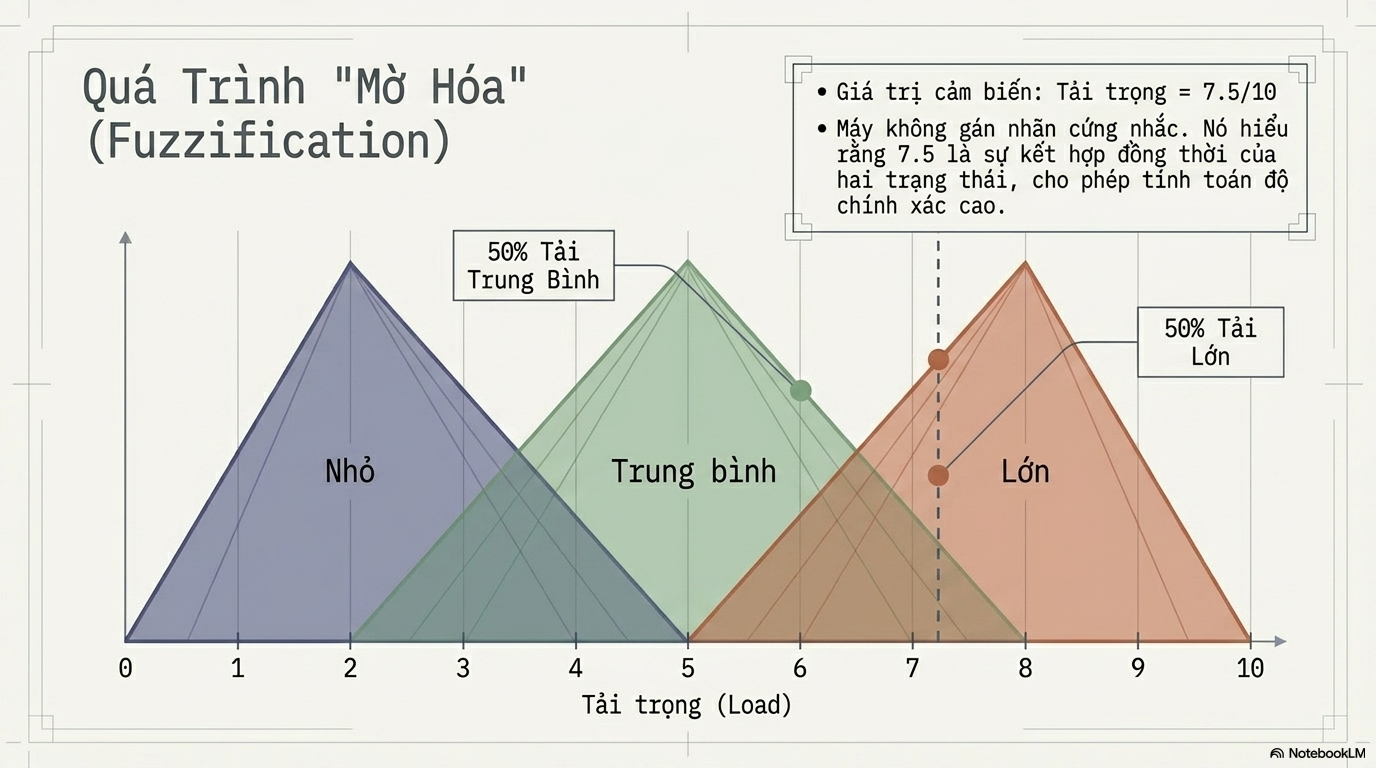 Quá Trình "Mờ Hóa"
(Fuzzification)
• Giá trị cảm biến: Tải trọng = 7.5/10
• Máy không gán nhãn cứng nhắc. Nó hiểu
rằng 7.5 là sự kết hợp đồng thời của
hai trạng thái, cho phép tính toán độ
chính xác cao.
50% Tải
Trung Bình
50% Tải
Lớn
Nhỏ
Trung bình
Lớn
0 1 2 3 4 5 6 7 8 9 10
Tải trọng (Load)
NotebookLM